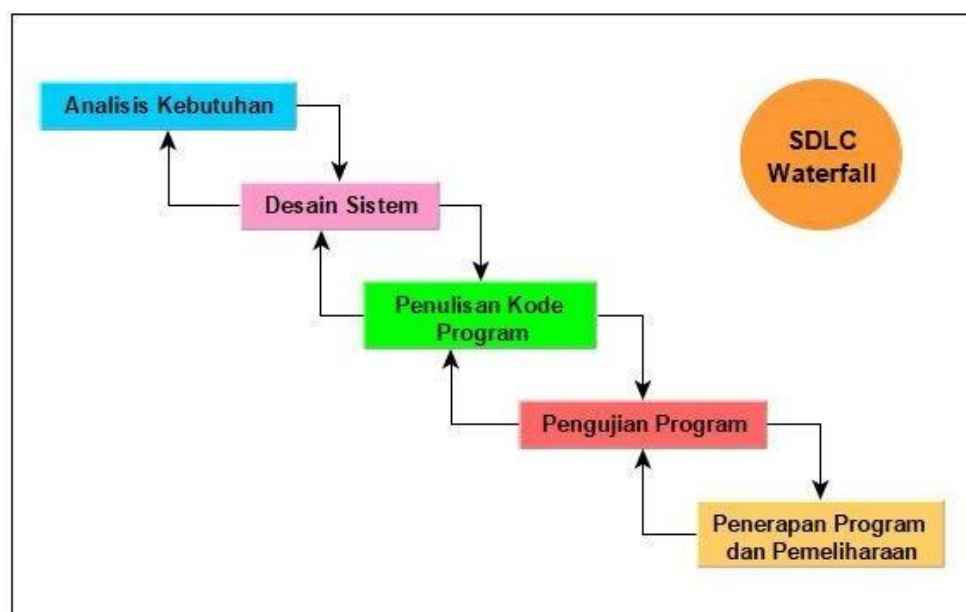 Analisis Kebutuhan
SDLC
Waterfall
Desain Sistem
Penulisan Kode
Program
Pengujian Program
Penerapan Program
dan Pemeliharaan